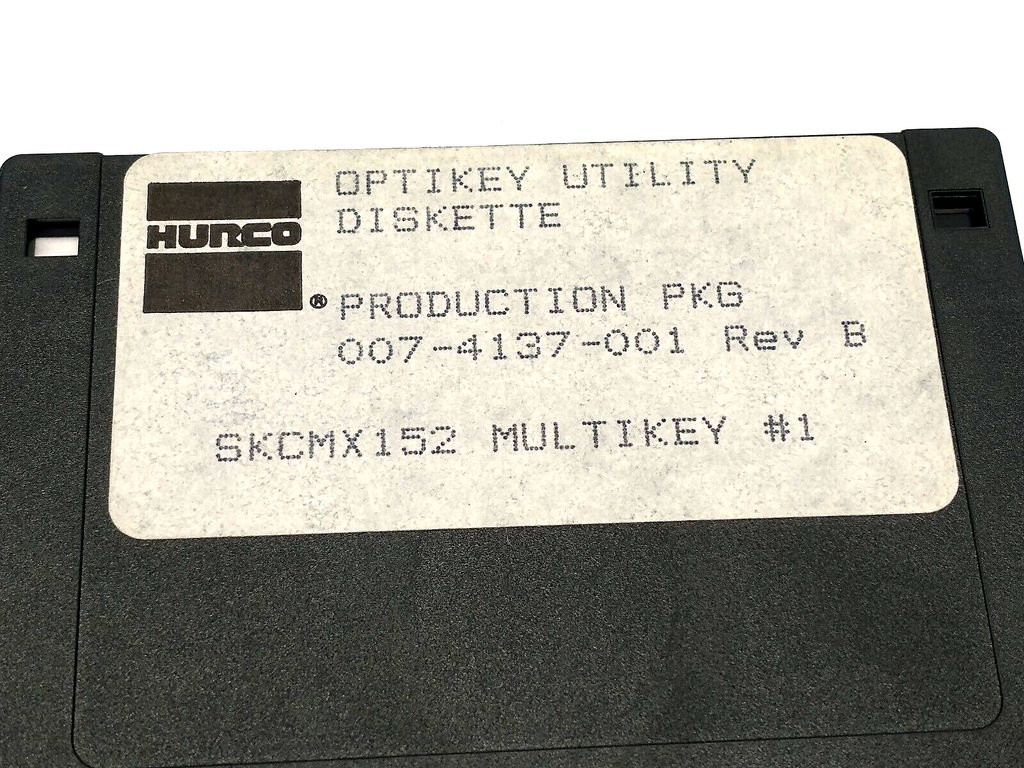 HURCO ®
OPTIKEY UTILITY
DISKETTE
PRODUCTION PKG
007-4137-001 Rev B
SKCMX152 MULTIKEY #1